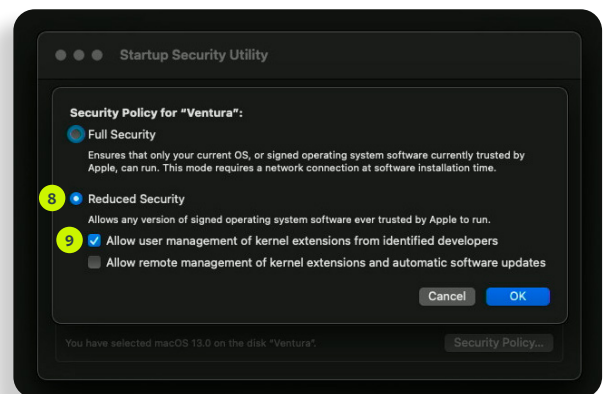 Startup Security Utility
Security Policy for “Ventura”:
Full Security
Ensures that only your current OS, or signed operating system software currently trusted by
Apple, can run. This mode requires a network connection at software installation time.
8 Reduced Security
Allows any version of signed operating system software ever trusted by Apple to run.
9 Allow user management of kernel extensions from identified developers
Allow remote management of kernel extensions and automatic software updates
Cancel OK
You have selected macOS 13.0 on the disk “Ventura”. Security Policy...